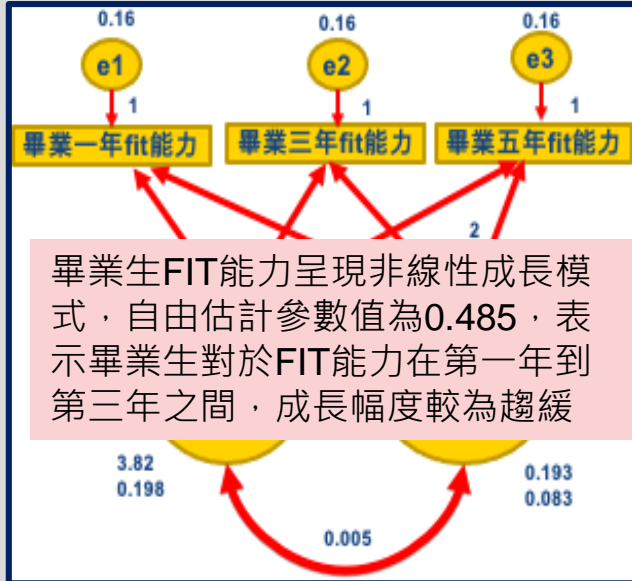 0.16 0.16 0.16
e1 e2 e3
1 1 1
畢業一年fit能力 畢業三年fit能力 畢業五年fit能力
2
畢業生FIT能力呈現非線性成長模
式，自由估計參數值為0.485，表
示畢業生對於FIT能力在第一年到
第三年之間，成長幅度較為趨緩
3.82 0.193
0.198 0.083
0.005